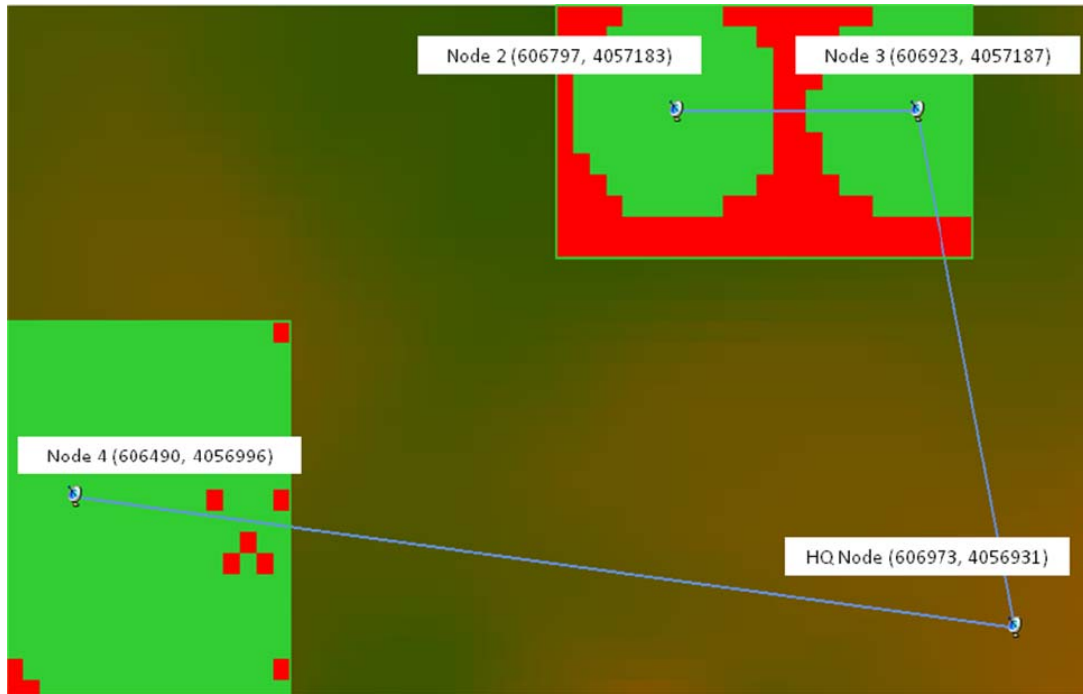 Node 2 (606797, 4057183)
Node 3 (606923, 4057187)
Node 4 (606490, 4056996)
HQ Node (606973, 4056931)